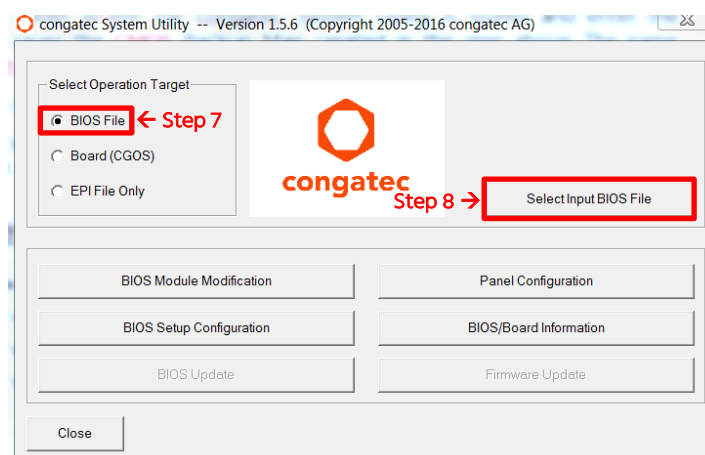 congatec System Utility -- Version 1.5.6 (Copyright 2005-2016 congatec AG)
Select Operation Target
BIOS File ← Step 7
Board (CGOS)
EPI File Only
congatec
Step 8 →
Select Input BIOS File
BIOS Module Modification
Panel Configuration
BIOS Setup Configuration
BIOS/Board Information
BIOS Update
Firmware Update
Close